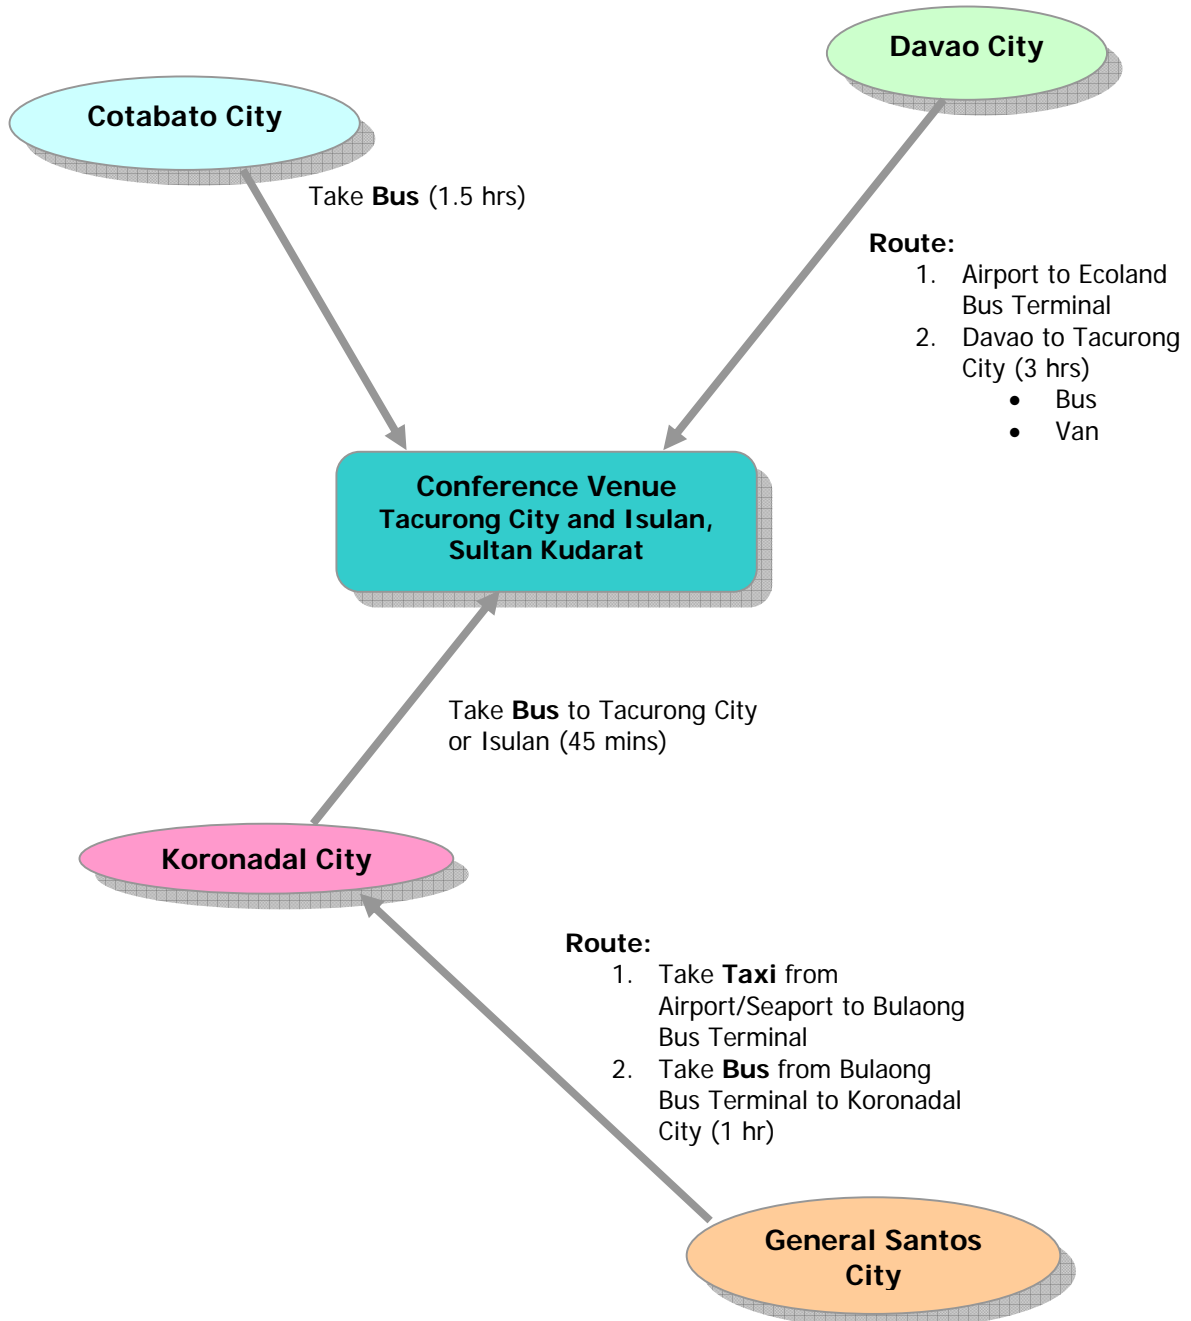 Davao City
Cotabato City
Take Bus (1.5 hrs)
Route:
1. Airport to Ecoland
Bus Terminal
2. Davao to Tacurong
City (3 hrs)
• Bus
• Van
Conference Venue
Tacurong City and Isulan,
Sultan Kudarat
Take Bus to Tacurong City
or Isulan (45 mins)
Koronadal City
Route:
1. Take Taxi from
Airport/Seaport to Bulaong
Bus Terminal
2. Take Bus from Bulaong
Bus Terminal to Koronadal
City (1 hr)
General Santos
City